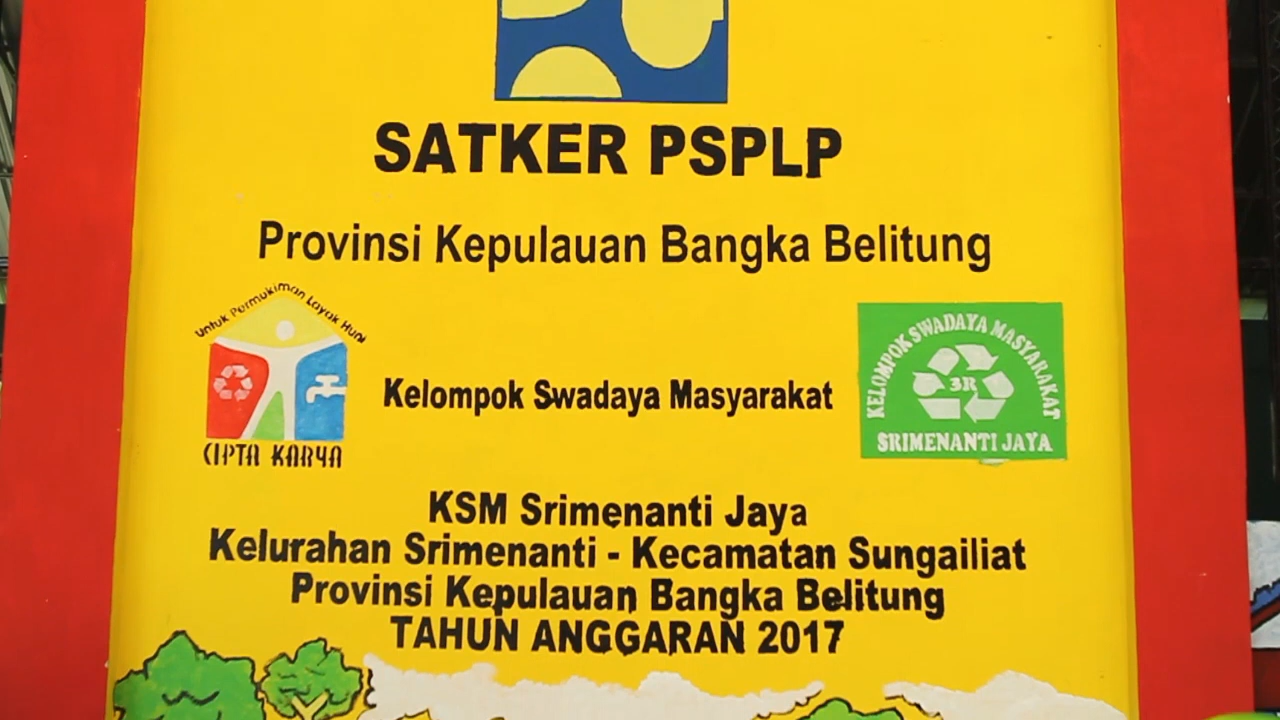 SATKER PSPLP
Provinsi Kepulauan Bangka Belitung
Untuk Permukiman Layak Huni
CIPTA KARYA
Kelompok Swadaya Masyarakat
KELOMPOK SWADAYA MASYARAKAT
3R
SRIMENANTI JAYA
KSM Srimenanti Jaya
Kelurahan Srimenanti - Kecamatan Sungailiat
Provinsi Kepulauan Bangka Belitung
TAHUN ANGGARAN 2017